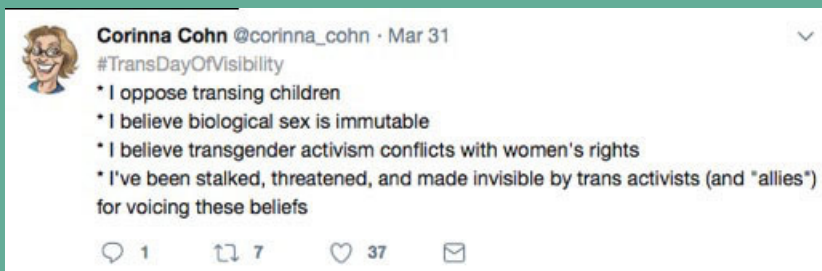 Corinna Cohn @corinna_cohn · Mar 31
#TransDayOfVisibility
* I oppose transing children
* I believe biological sex is immutable
* I believe transgender activism conflicts with women's rights
* I've been stalked, threatened, and made invisible by trans activists (and "allies")
for voicing these beliefs
1 7 37